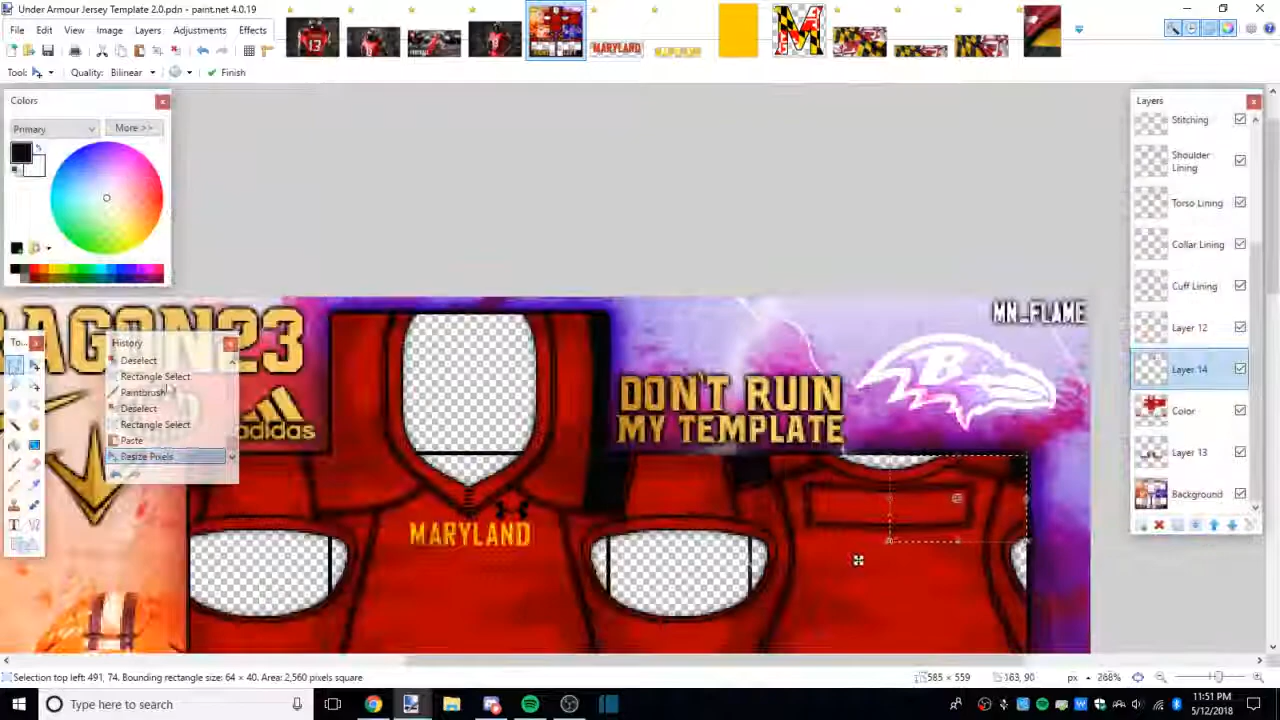 Under Armour Jersey Template 2.0.pdn - paint.net 4.0.19
File Edit View Image Layers Adjustments Effects
Tool: Quality: Bilinear Finish
Colors
Primary More >>
Layers
Stitching
Shoulder
Lining
Torso Lining
Collar Lining
Cuff Lining
Layer 12
Layer 14
Color
Layer 13
Background
To...
History
Deselect
Rectangle Select
Paintbrush
Deselect
Rectangle Select
Paste
Resize Pixels
13
MARYLAND
AGON23
adidas
DON'T RUIN
MY TEMPLATE
MN_FLAME
B
MARYLAND
Selection top left: 491, 74. Bounding rectangle size: 64 × 40. Area: 2,560 pixels square
585 × 559
163, 90
px
268%
Type here to search
11:51 PM
5/12/2018